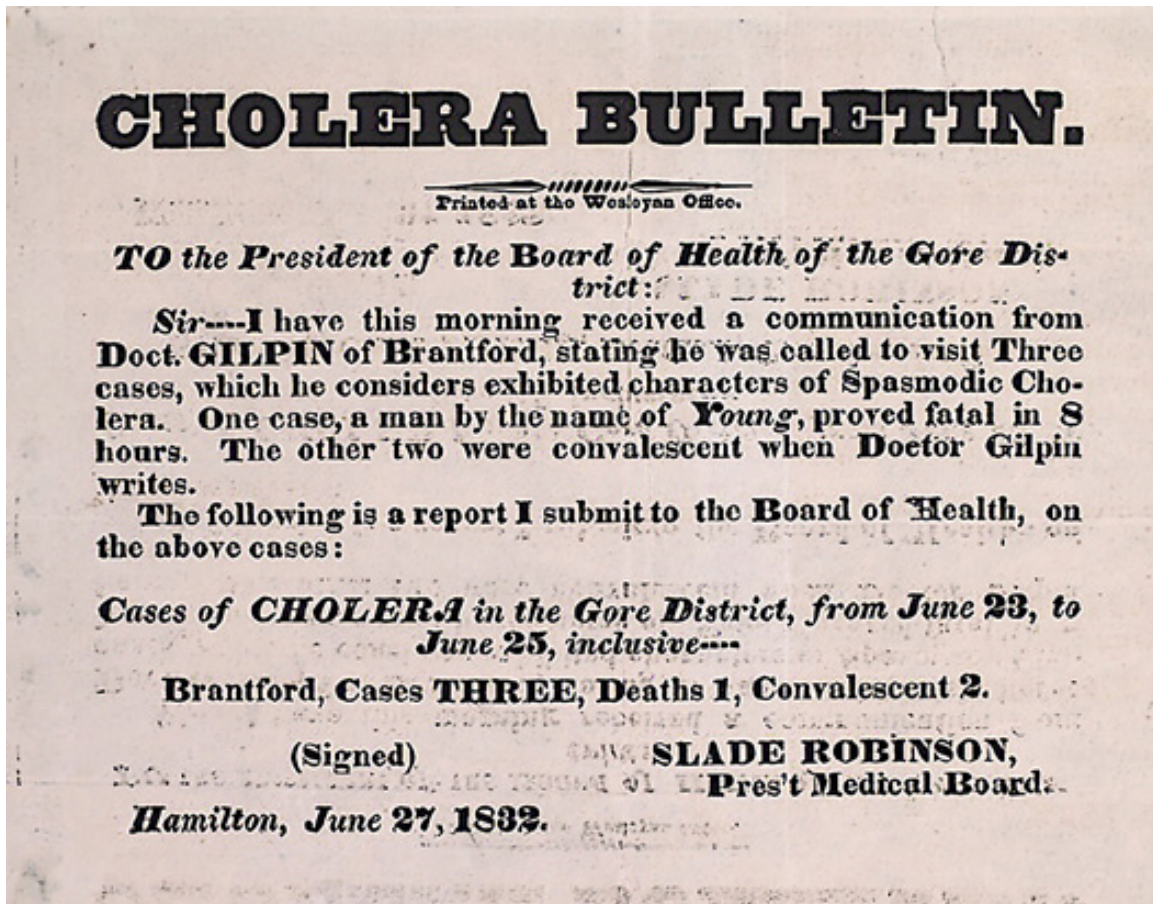 CHOLERA BULLETIN.
Printed at the Wesleyan Office.
TO the President of the Board of Health of the Gore Dis-
trict:
Sir----I have this morning received a communication from
Doct. GILPIN of Brantford, stating he was called to visit Three
cases, which he considers exhibited characters of Spasmodic Cho-
lera. One case, a man by the name of Young, proved fatal in 8
hours. The other two were convalescent when Doctor Gilpin
writes.
The following is a report I submit to the Board of Health, on
the above cases:
Cases of CHOLERA in the Gore District, from June 23, to
June 25, inclusive----
Brantford, Cases THREE, Deaths 1, Convalescent 2.
(Signed) SLADE ROBINSON,
Pres't Medical Board.
Hamilton, June 27, 1832.